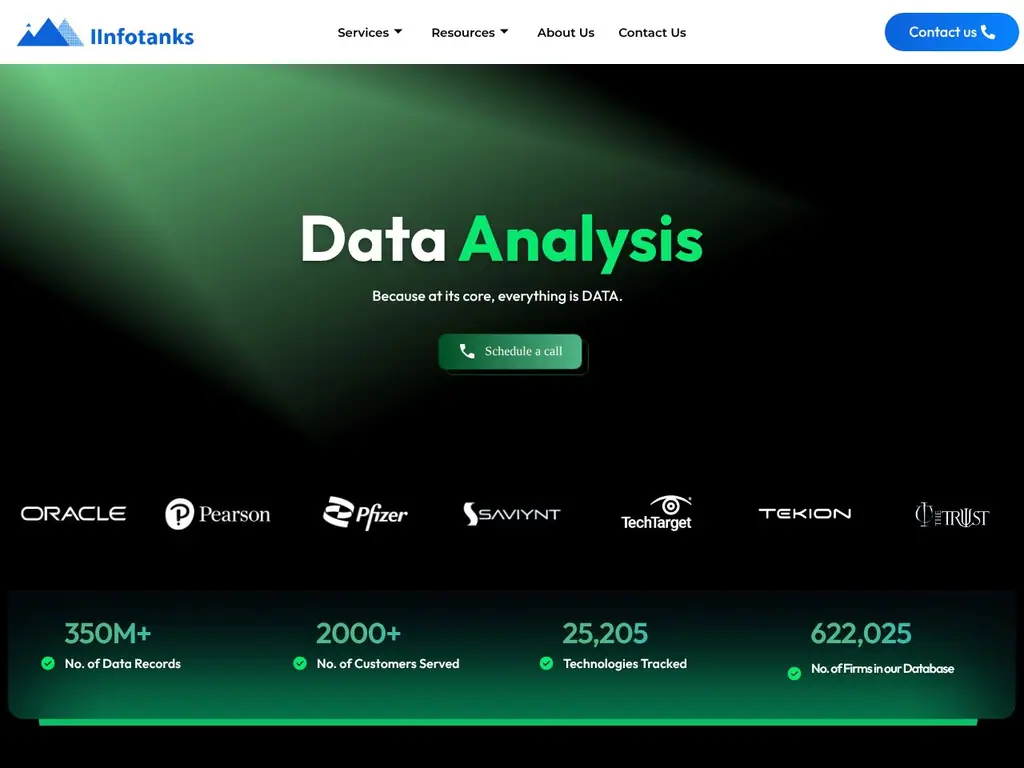 IInfotanks
Services
Resources
About Us
Contact Us
Contact us
Data Analysis
Because at its core, everything is DATA.
Schedule a call
ORACLE
Pearson
Pfizer
SAVIYNT
TechTarget
TEKION
THE TRUST
350M+
No. of Data Records
2000+
No. of Customers Served
25,205
Technologies Tracked
622,025
No. of Firms in our Database